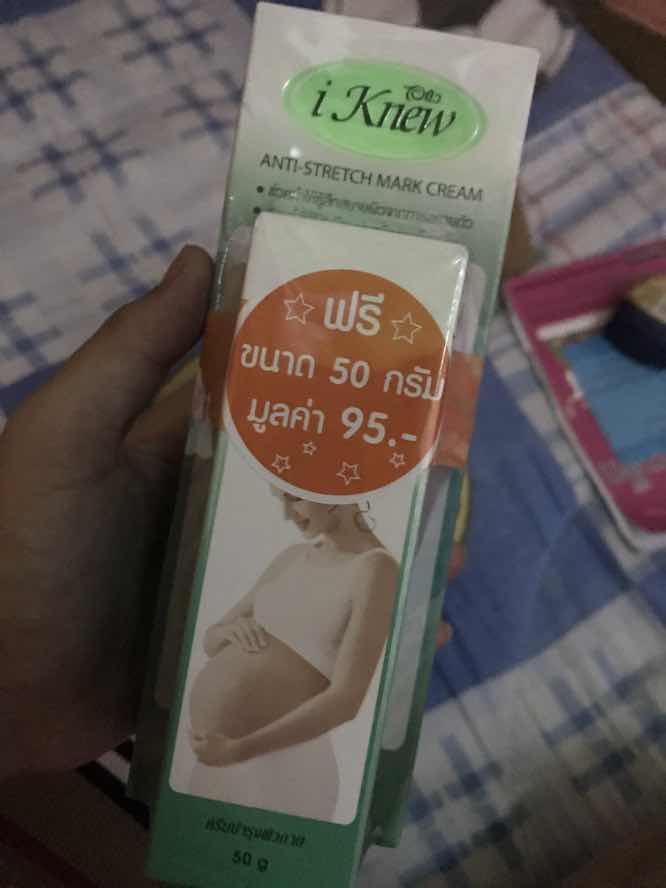 ไอนิว
i Knew
ANTI-STRETCH MARK CREAM
ฟรี
ขนาด 50 กรัม
มูลค่า 95.-
ครีมบำรุงผิวกาย
50 g